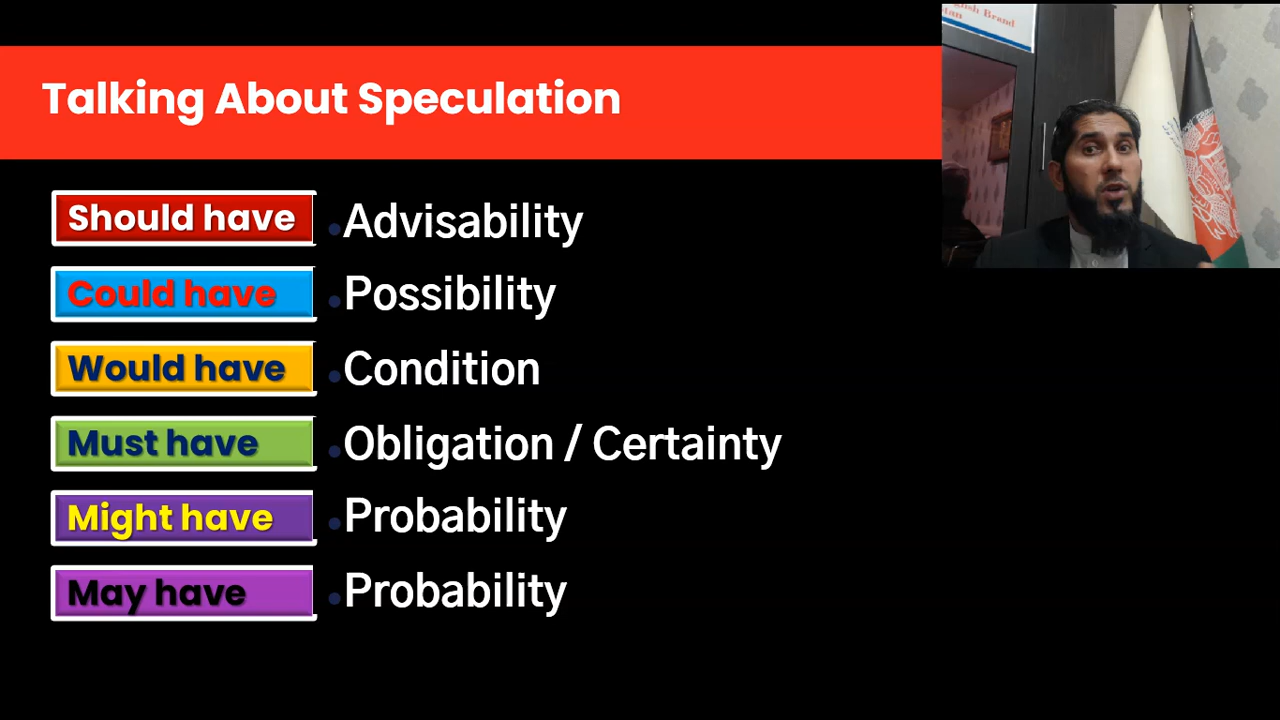 Talking About Speculation
Should have
•Advisability
Could have
•Possibility
Would have
•Condition
Must have
•Obligation / Certainty
Might have
•Probability
May have
•Probability
Brand